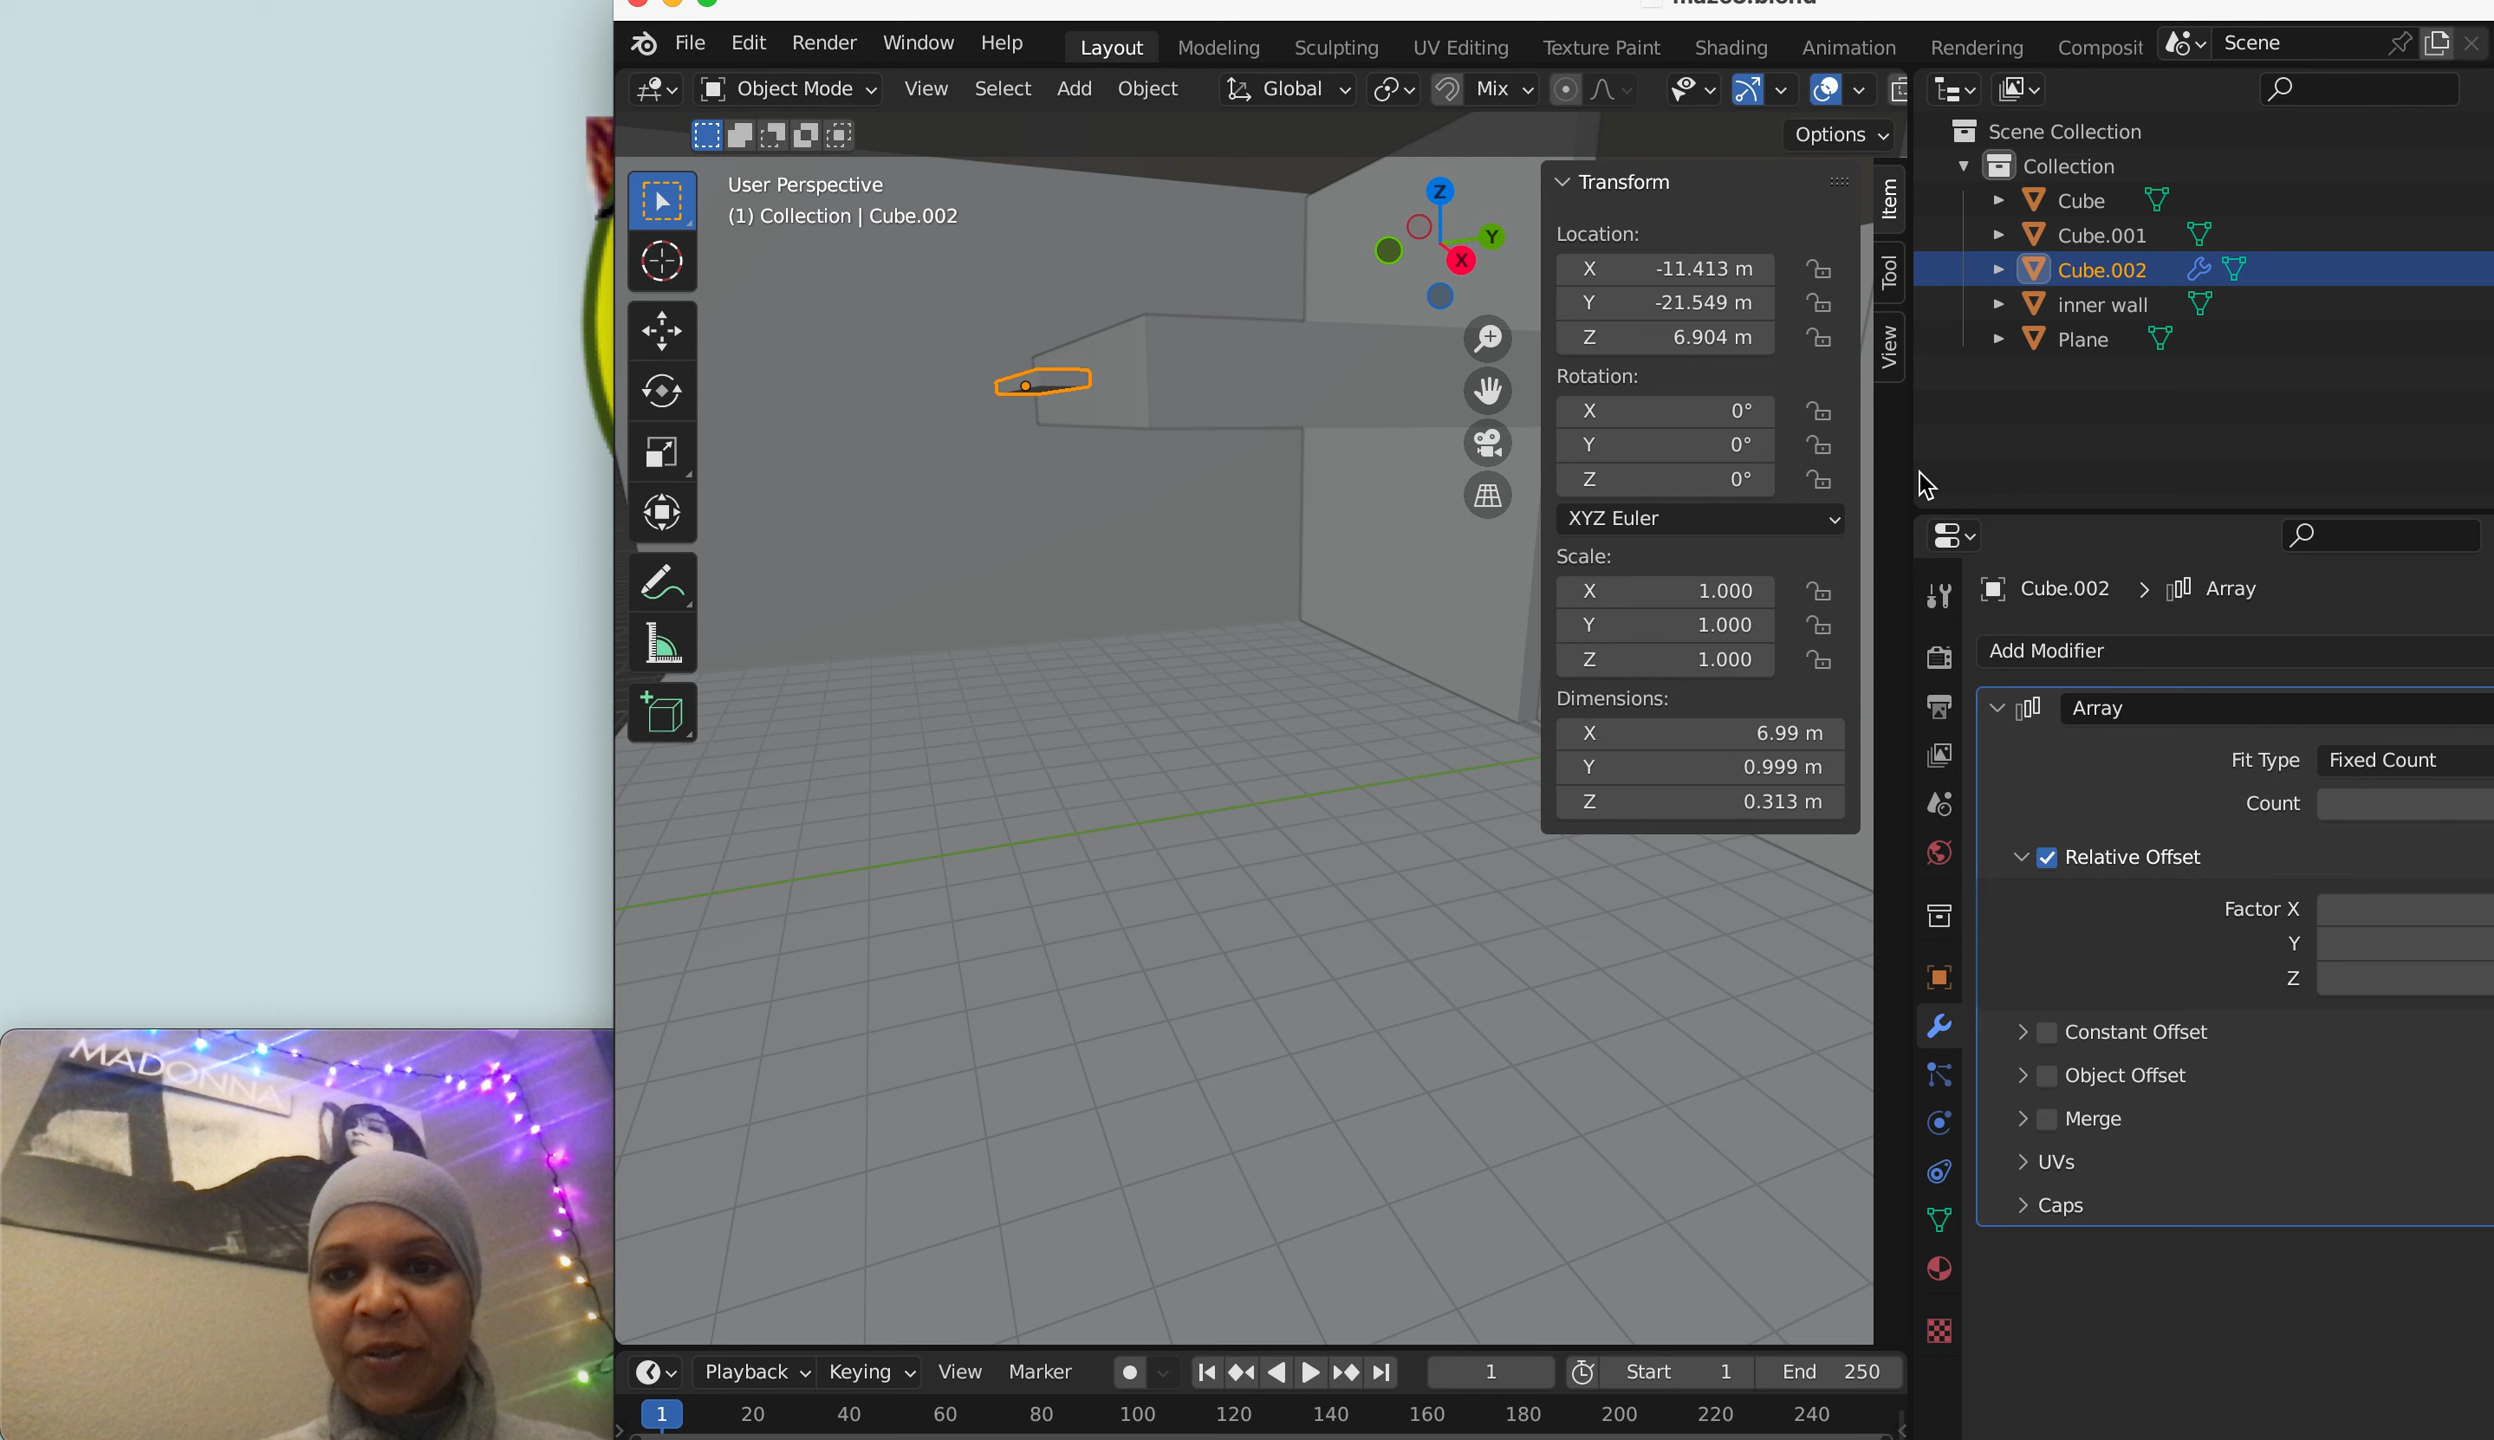 File Edit Render Window Help Layout Modeling Sculpting UV Editing Texture Paint Shading Animation Rendering Composit Scene
Object Mode View Select Add Object Global Mix
Options
User Perspective
(1) Collection | Cube.002
Z
Y
X
Transform
Location:
X -11.413 m
Y -21.549 m
Z 6.904 m
Rotation:
X 0°
Y 0°
Z 0°
XYZ Euler
Scale:
X 1.000
Y 1.000
Z 1.000
Dimensions:
X 6.99 m
Y 0.999 m
Z 0.313 m
Item
Tool
View
Scene Collection
Collection
Cube
Cube.001
Cube.002
inner wall
Plane
Cube.002 Array
Add Modifier
Array
Fit Type Fixed Count
Count
Relative Offset
Factor X
Y
Z
Constant Offset
Object Offset
Merge
UVs
Caps
MADONNA
Playback Keying View Marker 1 Start 1 End 250
1 20 40 60 80 100 120 140 160 180 200 220 240